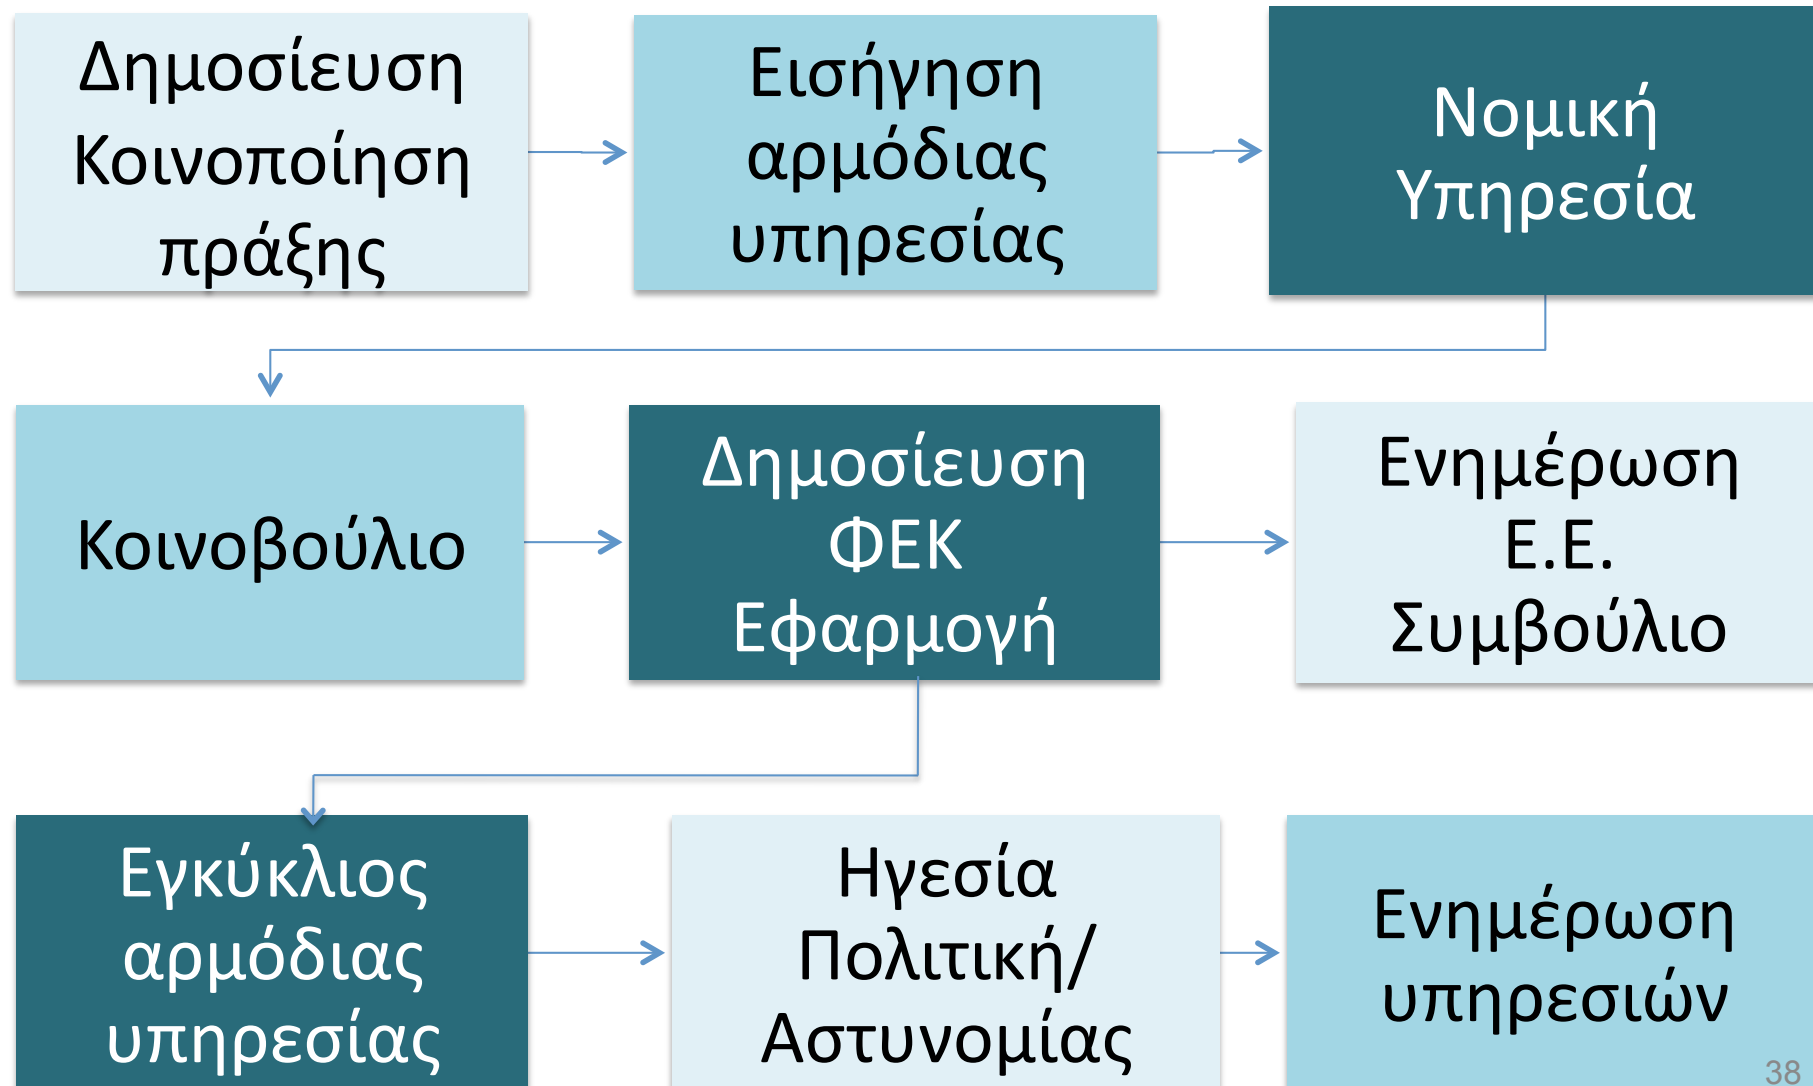 Δημοσίευση
Κοινοποίηση
πράξης
Εισήγηση
αρμόδιας
υπηρεσίας
Νομική
Υπηρεσία
Κοινοβούλιο
Δημοσίευση
ΦΕΚ
Εφαρμογή
Ενημέρωση
Ε.Ε.
Συμβούλιο
Εγκύκλιος
αρμόδιας
υπηρεσίας
Ηγεσία
Πολιτική/
Αστυνομίας
Ενημέρωση
υπηρεσιών
38